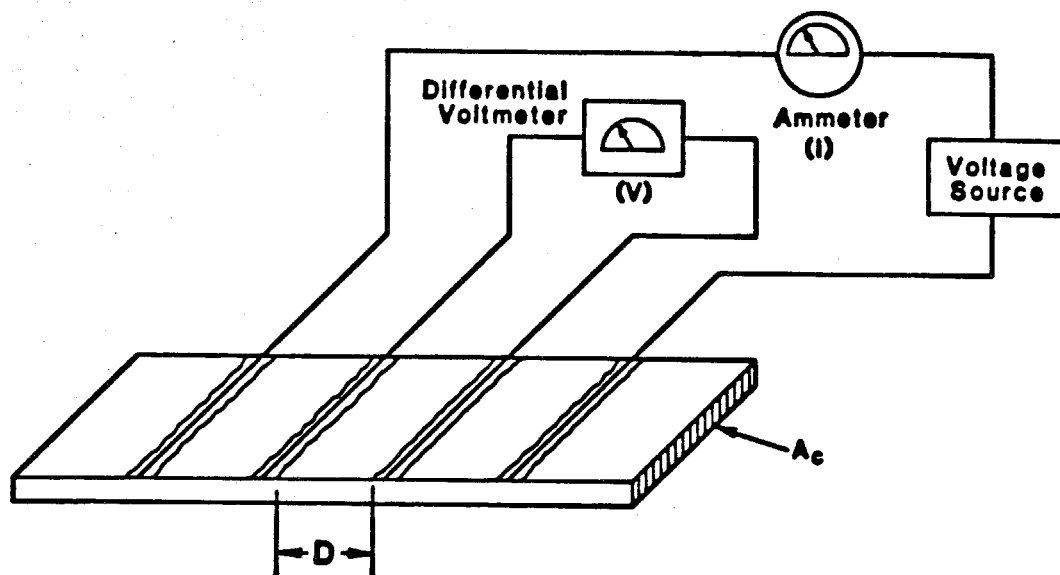 Differential
Voltmeter
(V)
Ammeter
(I)
Voltage
Source
Ac
D